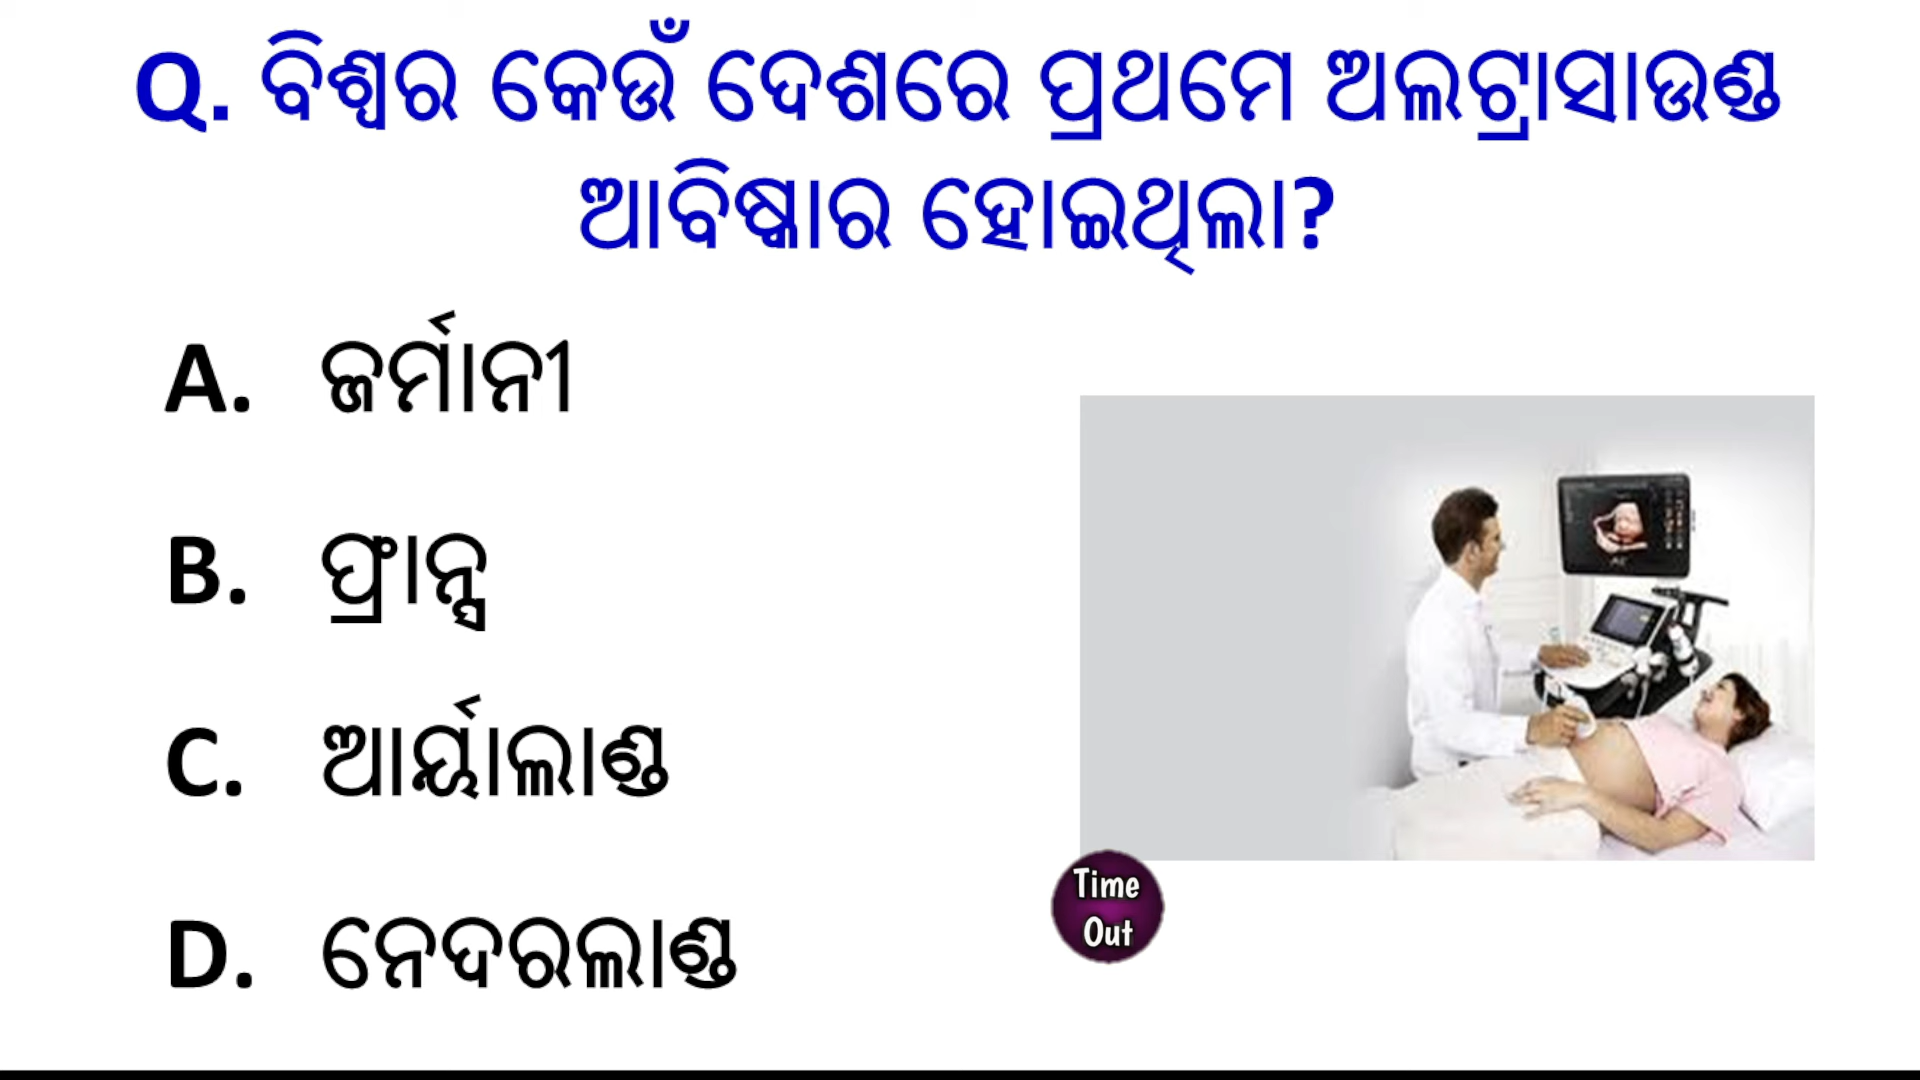 Q. ବିଶ୍ୱର କେଉଁ ଦେଶରେ ପ୍ରଥମେ ଅଲଟ୍ରାସାଉଣ୍ଡ
ଆବିଷ୍କାର ହୋଇଥିଲା?
A. ଜର୍ମାନୀ
B. ଫ୍ରାନ୍ସ
C. ଆର୍ୟାଲାଣ୍ଡ
D. ନେଦରଲାଣ୍ଡ
Time
Out